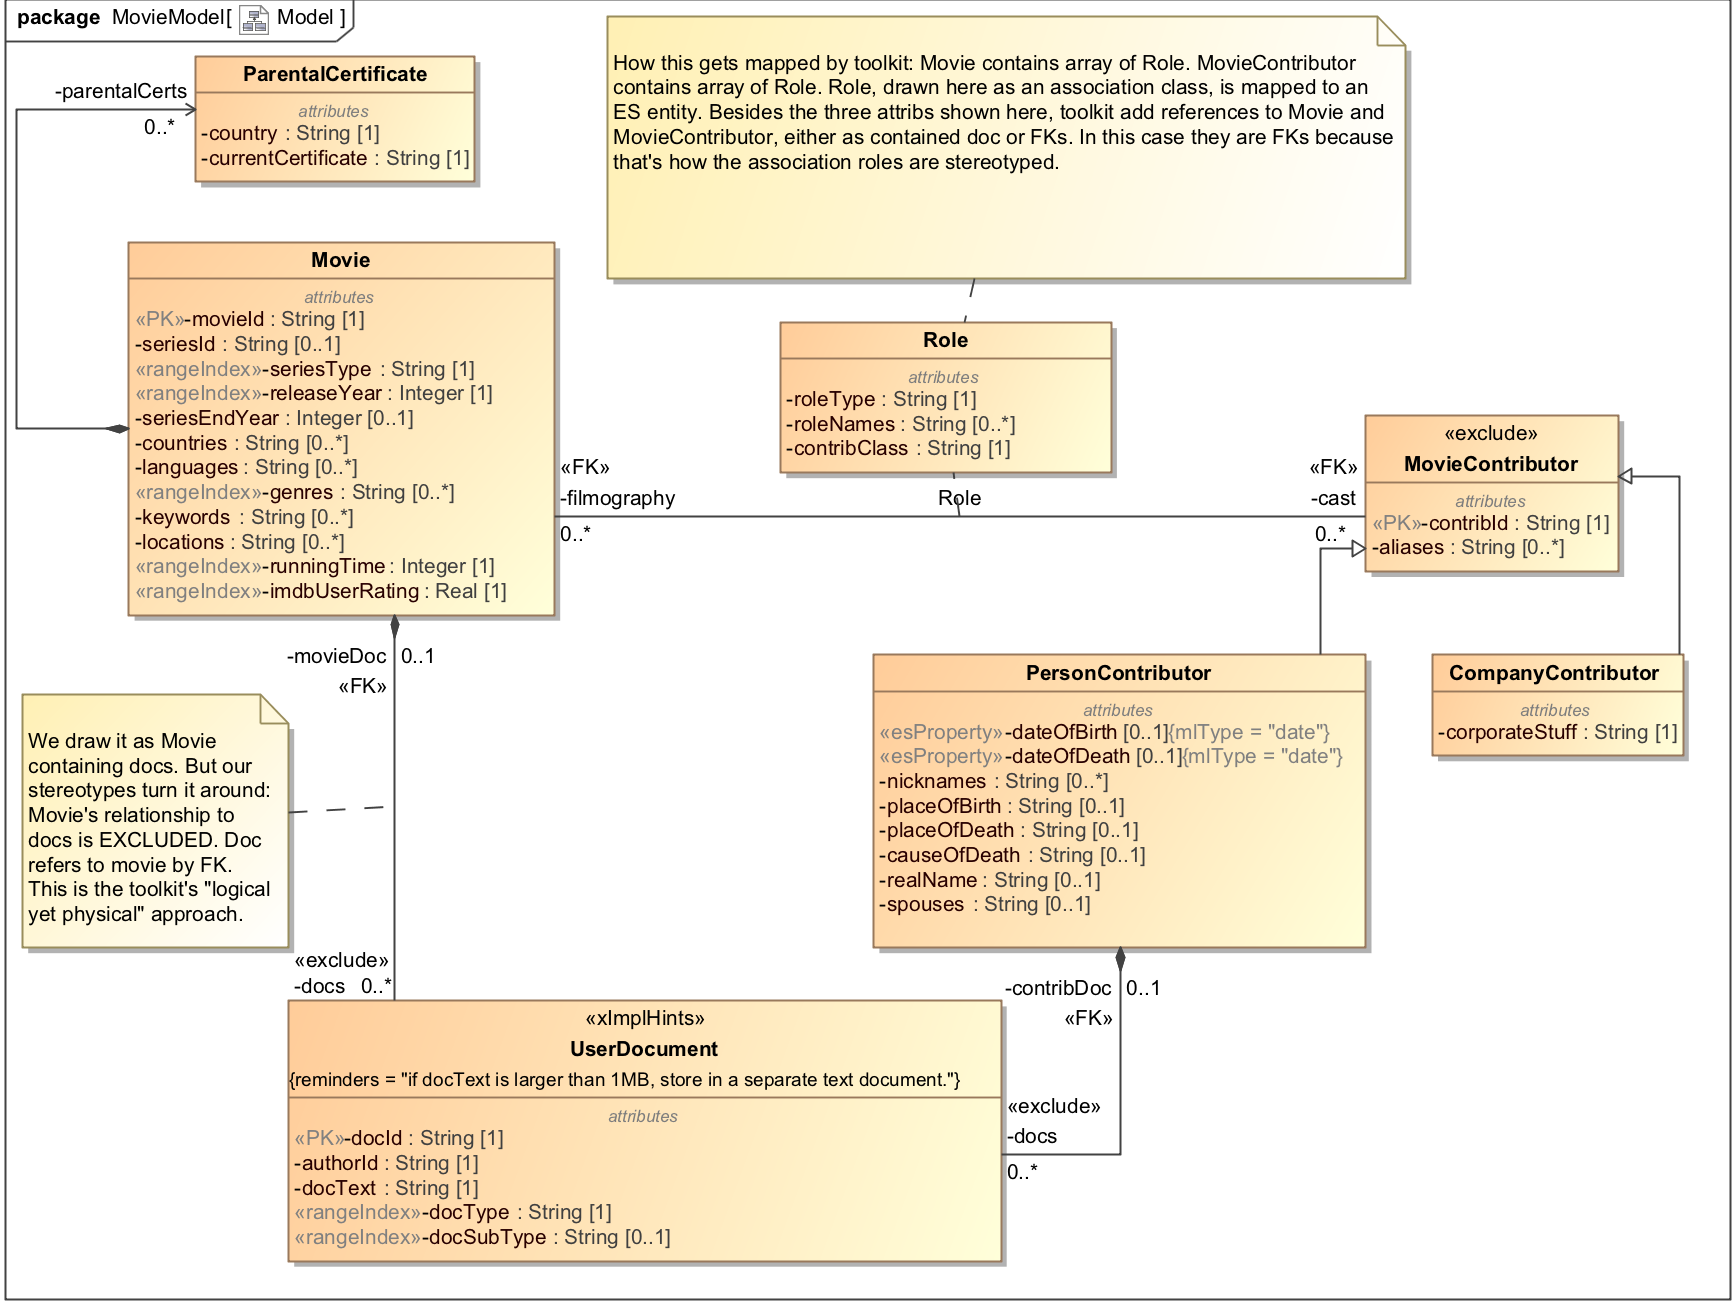 package MovieModel[ Model ]
ParentalCertificate
attributes
-country : String [1]
-currentCertificate : String [1]
-parentalCerts
0..*
How this gets mapped by toolkit: Movie contains array of Role. MovieContributor
contains array of Role. Role, drawn here as an association class, is mapped to an
ES entity. Besides the three attribs shown here, toolkit add references to Movie and
MovieContributor, either as contained doc or FKs. In this case they are FKs because
that's how the association roles are stereotyped.
Movie
attributes
«PK»-movieId : String [1]
-seriesId : String [0..1]
«rangeIndex»-seriesType : String [1]
«rangeIndex»-releaseYear : Integer [1]
-seriesEndYear : Integer [0..1]
-countries : String [0..*]
-languages : String [0..*]
«rangeIndex»-genres : String [0..*]
-keywords : String [0..*]
-locations : String [0..*]
«rangeIndex»-runningTime : Integer [1]
«rangeIndex»-imdbUserRating : Real [1]
Role
attributes
-roleType : String [1]
-roleNames : String [0..*]
-contribClass : String [1]
«FK»
-filmography
0..*
Role
«FK»
-cast
0..*
«exclude»
MovieContributor
attributes
«PK»-contribId : String [1]
-aliases : String [0..*]
-movieDoc 0..1
«FK»
We draw it as Movie
containing docs. But our
stereotypes turn it around:
Movie's relationship to
docs is EXCLUDED. Doc
refers to movie by FK.
This is the toolkit's "logical
yet physical" approach.
«exclude»
-docs 0..*
PersonContributor
attributes
«esProperty»-dateOfBirth [0..1]{mlType = "date"}
«esProperty»-dateOfDeath [0..1]{mlType = "date"}
-nicknames : String [0..*]
-placeOfBirth : String [0..1]
-placeOfDeath : String [0..1]
-causeOfDeath : String [0..1]
-realName : String [0..1]
-spouses : String [0..1]
CompanyContributor
attributes
-corporateStuff : String [1]
-contribDoc 0..1
«FK»
«exclude»
-docs
0..*
«xImplHints»
UserDocument
{reminders = "if docText is larger than 1MB, store in a separate text document."}
attributes
«PK»-docId : String [1]
-authorId : String [1]
-docText : String [1]
«rangeIndex»-docType : String [1]
«rangeIndex»-docSubType : String [0..1]